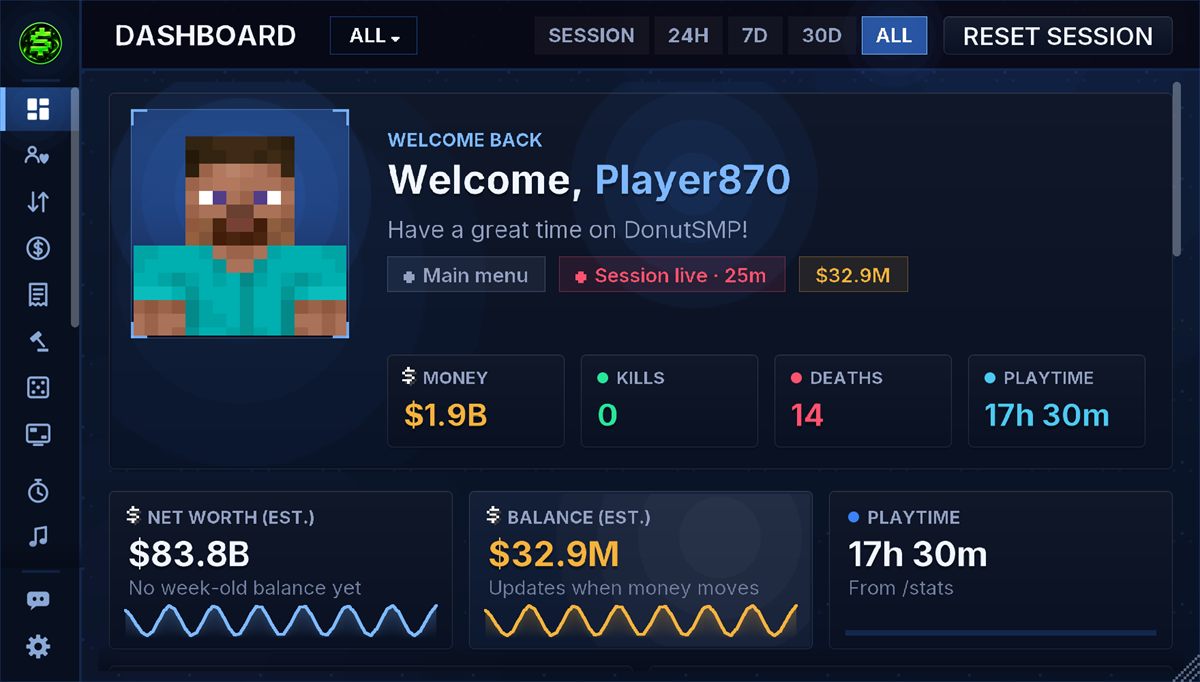 DASHBOARD
ALL
SESSION
24H
7D
30D
ALL
RESET SESSION
WELCOME BACK
Welcome, Player870
Have a great time on DonutSMP!
Main menu
Session live · 25m
$32.9M
MONEY
$1.9B
KILLS
0
DEATHS
14
PLAYTIME
17h 30m
NET WORTH (EST.)
$83.8B
No week-old balance yet
BALANCE (EST.)
$32.9M
Updates when money moves
PLAYTIME
17h 30m
From /stats